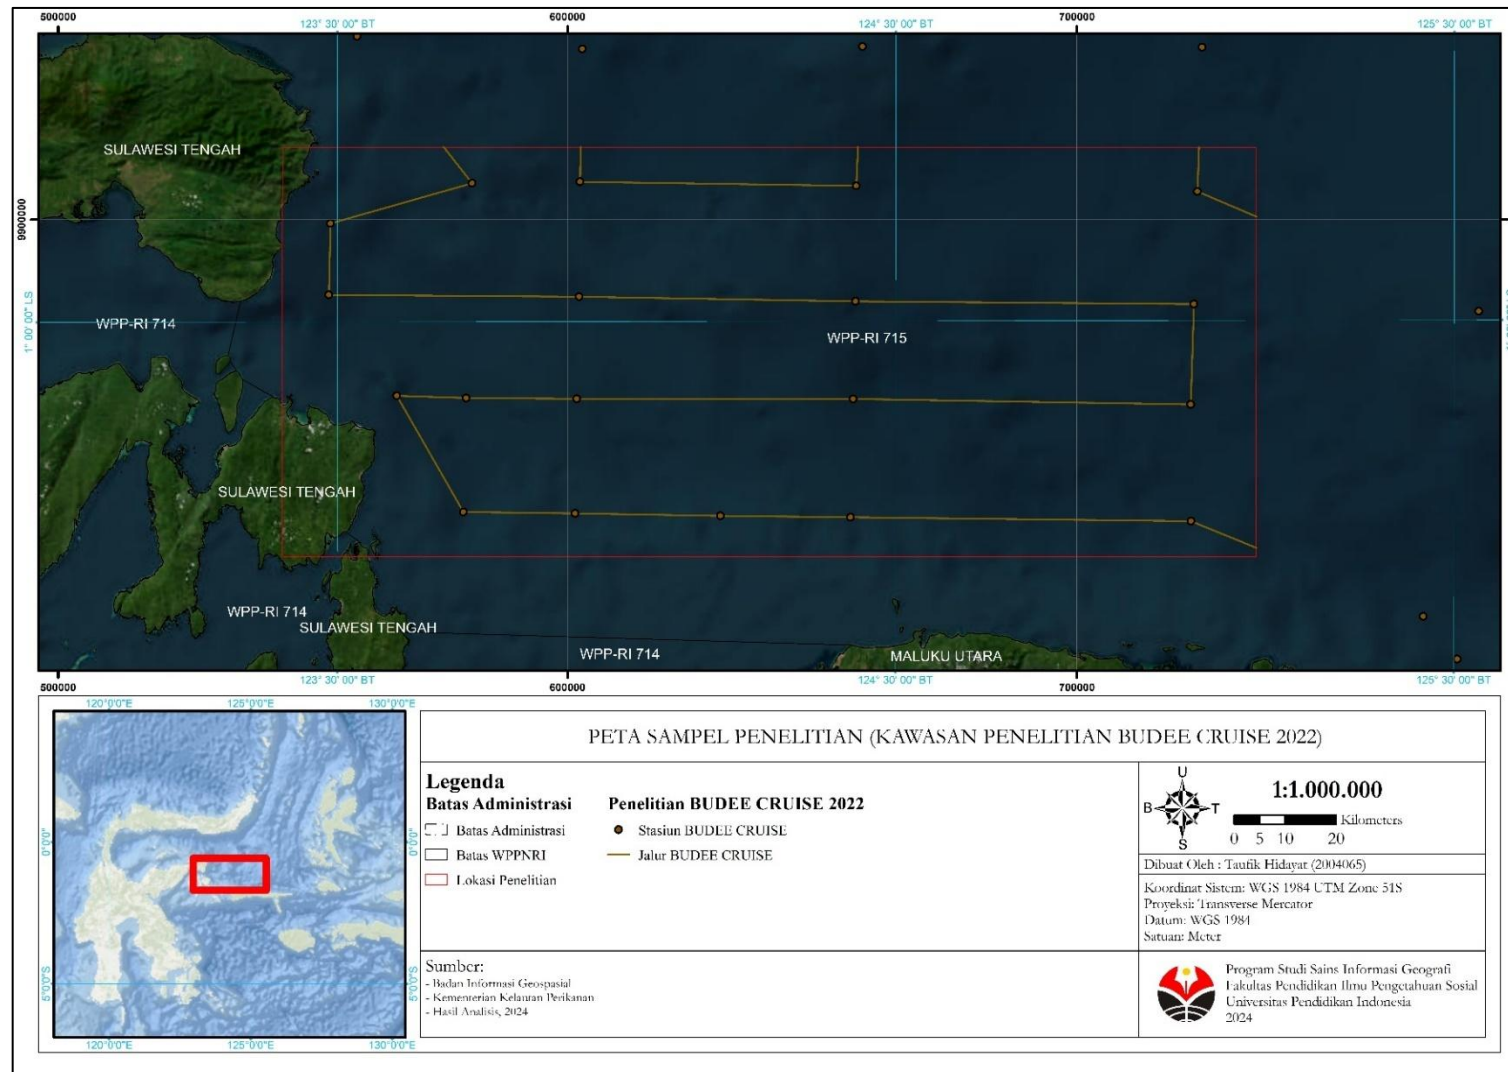 500000 600000 700000
123° 30' 00" BT 124° 30' 00" BT 125° 30' 00" BT
SULAWESI TENGAH
9900000
1° 00' 00" LS
WPP-RI 714
WPP-RI 715
SULAWESI TENGAH
WPP-RI 714
SULAWESI TENGAH
WPP-RI 714
MALUKU UTARA
500000 600000 700000
123° 30' 00" BT 124° 30' 00" BT 125° 30' 00" BT
120°0'0"E 125°0'0"E 130°0'0"E
0°0'0" 0°0'0"
5°0'0"S 5°0'0"S
120°0'0"E 125°0'0"E 130°0'0"E
PETA SAMPEL PENELITIAN (KAWASAN PENELITIAN BUDEE CRUISE 2022)
Legenda
Batas Administrasi
Batas Administrasi
Batas WPPNRI
Lokasi Penelitian
Penelitian BUDEE CRUISE 2022
Stasiun BUDEE CRUISE
Jalur BUDEE CRUISE
U
B T
S
1:1.000.000
Kilometers
0 5 10 20
Dibuat Oleh : Taufik Hidayat (2004065)
Koordinat Sistem: WGS 1984 UTM Zone 51S
Proyeksi: Transverse Mercator
Datum: WGS 1984
Satuan: Meter
Sumber:
- Badan Informasi Geospasial
- Kementerian Kelautan Perikanan
- Hasil Analisis, 2024
Program Studi Sains Informasi Geografi
Fakultas Pendidikan Ilmu Pengetahuan Sosial
Universitas Pendidikan Indonesia
2024